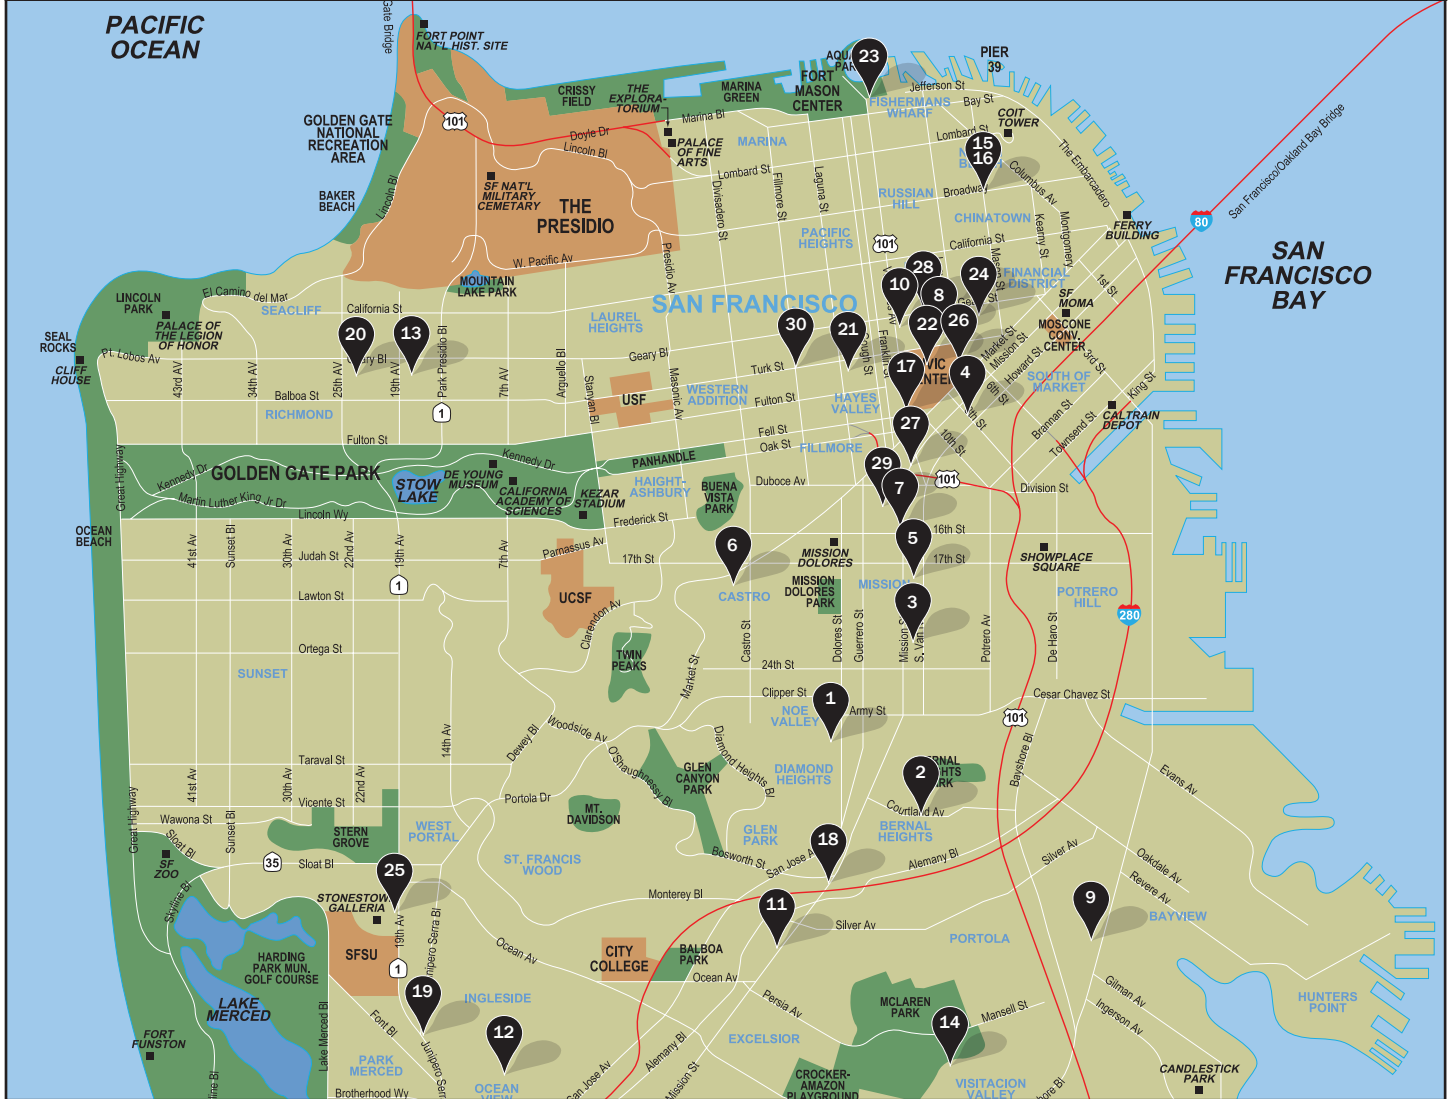 PACIFIC
OCEAN
Gate Bridge
FORT POINT
NAT'L HIST. SITE
CRISSY
FIELD
THE
EXPLORA-
TORIUM
MARINA
GREEN
FORT
MASON
CENTER
23
PIER
39
Jefferson St
Bay St
FISHERMANS
WHARF
COIT
TOWER
Lombard St
15
16
The Embarcadero
Columbus Av
Broadway
GOLDEN GATE
NATIONAL
RECREATION
AREA
101
Doyle Dr
Lincoln Bl
Marina Bl
PALACE
OF FINE
ARTS
MARINA
Lombard St
BAKER
BEACH
Lincoln Bl
SF NAT'L
MILITARY
CEMETARY
THE
PRESIDIO
Divisadero St
Fillmore St
Laguna St
RUSSIAN
HILL
CHINATOWN
Kearny St
Montgomery
FERRY
BUILDING
80
San Francisco/Oakland Bay Bridge
SAN
FRANCISCO
BAY
PACIFIC
HEIGHTS
101
California St
W. Pacific Av
Presidio Av
MOUNTAIN
LAKE PARK
LINCOLN
PARK
El Camino del Mar
SEACLIFF
California St
PALACE OF
THE LEGION
OF HONOR
SEAL
ROCKS
Pt. Lobos Av
CLIFF
HOUSE
20
13
LAUREL
HEIGHTS
SAN FRANCISCO
28
24
10
8
22
26
30
21
17
4
FINANCIAL
DISTRICT
1st St
SF
MOMA
MOSCONE
CONV.
CENTER
Market St
Mission St
Howard St
3rd St
SOUTH OF
MARKET
6th St
King St
Geary Bl
Turk St
Franklin St
43rd AV
34th AV
25th AV
19th AV
Park Presidio Bl
7th AV
Arguello Bl
Stanyan Bl
Masonic Av
Balboa St
RICHMOND
1
USF
WESTERN
ADDITION
Fulton St
HAYES
VALLEY
Brannan St
Townsend St
CALTRAIN
DEPOT
Fulton St
Fell St
Oak St
27
10th St
FILLMORE
Great Highway
Kennedy Dr
GOLDEN GATE PARK
STOW
LAKE
DE YOUNG
MUSEUM
Kennedy Dr
CALIFORNIA
ACADEMY OF
SCIENCES
KEZAR
STADIUM
PANHANDLE
HAIGHT-
ASHBURY
BUENA
VISTA
PARK
Duboce Av
29
7
101
Division St
Martin Luther King Jr Dr
Lincoln Wy
OCEAN
BEACH
Frederick St
16th St
41st Av
Sunset Bl
30th Av
22nd Av
19th Av
7th Av
Judah St
Parnassus Av
17th St
6
MISSION
DOLORES
5
17th St
SHOWPLACE
SQUARE
1
Lawton St
UCSF
Clarendon Av
CASTRO
MISSION
DOLORES
PARK
MISSION
3
POTRERO
HILL
280
Ortega St
SUNSET
TWIN
PEAKS
Market St
Castro St
Dolores St
Guerrero St
Mission S
S. Van N
Potrero Av
De Haro St
24th St
Clipper St
NOE
VALLEY
1
Army St
Cesar Chavez St
101
14th Av
Dewey Bl
Woodside Av
O'Shaughnessy Bl
Diamond Heights Bl
Taraval St
GLEN
CANYON
PARK
DIAMOND
HEIGHTS
2
Bayshore Bl
Evans Av
41st Av
30th Av
22nd Av
Vicente St
Wawona St
Great Highway
Sunset Bl
Portola Dr
MT.
DAVIDSON
Courtland Av
BERNAL
HEIGHTS
STERN
GROVE
WEST
PORTAL
GLEN
PARK
Sloat Bl
35
Sloat Bl
SF
ZOO
ST. FRANCIS
WOOD
Bosworth St
San Jose A
18
Alemany Bl
Silver Av
Oakdale Av
Revere Av
25
Skyline Bl
STONESTOWN
GALLERIA
Monterey Bl
11
Silver Av
PORTOLA
9
BAYVIEW
19th Av
Junipero Serra Bl
Ocean Av
SFSU
CITY
COLLEGE
BALBOA
PARK
Ocean Av
HARDING
PARK MUN.
GOLF COURSE
1
LAKE
MERCED
19
INGLESIDE
12
Persia Av
MCLAREN
PARK
14
Mansell St
Gilman Av
Ingerson Av
HUNTERS
POINT
FORT
FUNSTON
Lake Merced Bl
Font Bl
PARK
MERCED
Junipero Serra
OCEAN
VIEW
San Jose Av
Alemany Bl
Mission St
EXCELSIOR
CROCKER-
AMAZON
PLAYGROUND
VISITACION
VALLEY
CANDLESTICK
PARK
Brotherhood Wy